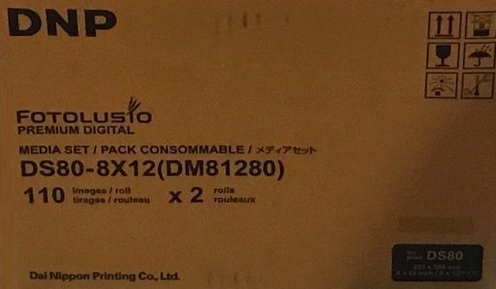 DNP
FOTOLUSIO
PREMIUM DIGITAL
MEDIA SET / PACK CONSOMMABLE / メディアセット
DS80-8X12(DM81280)
110 images / roll x 2 rolls
tirages / rouleau rouleaux
DS80
Dai Nippon Printing Co., Ltd.